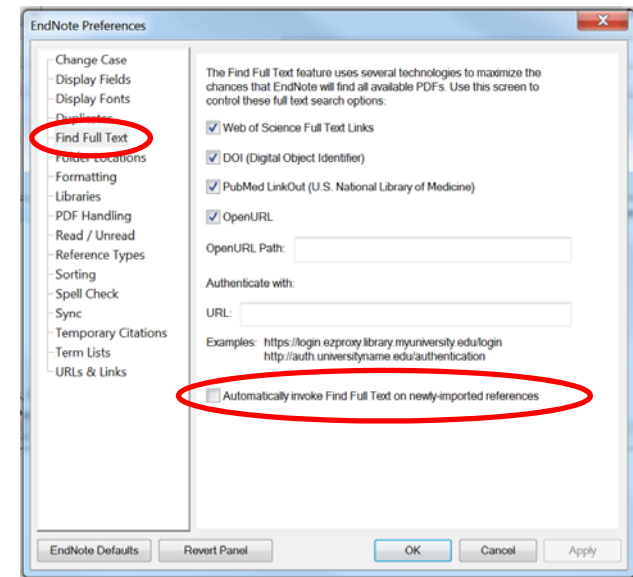 EndNote Preferences
X
Change Case
Display Fields
Display Fonts
Duplicates
Find Full Text
Folder Locations
Formatting
Libraries
PDF Handling
Read / Unread
Reference Types
Sorting
Spell Check
Sync
Temporary Citations
Term Lists
URLs & Links
The Find Full Text feature uses several technologies to maximize the
chances that EndNote will find all available PDFs. Use this screen to
control these full text search options:
Web of Science Full Text Links
DOI (Digital Object Identifier)
PubMed LinkOut (U.S. National Library of Medicine)
OpenURL
OpenURL Path:
Authenticate with:
URL:
Examples: https://login.ezproxy.library.myuniversity.edu/login
http://auth.universityname.edu/authentication
Automatically invoke Find Full Text on newly-imported references
EndNote Defaults
Revert Panel
OK
Cancel
Apply